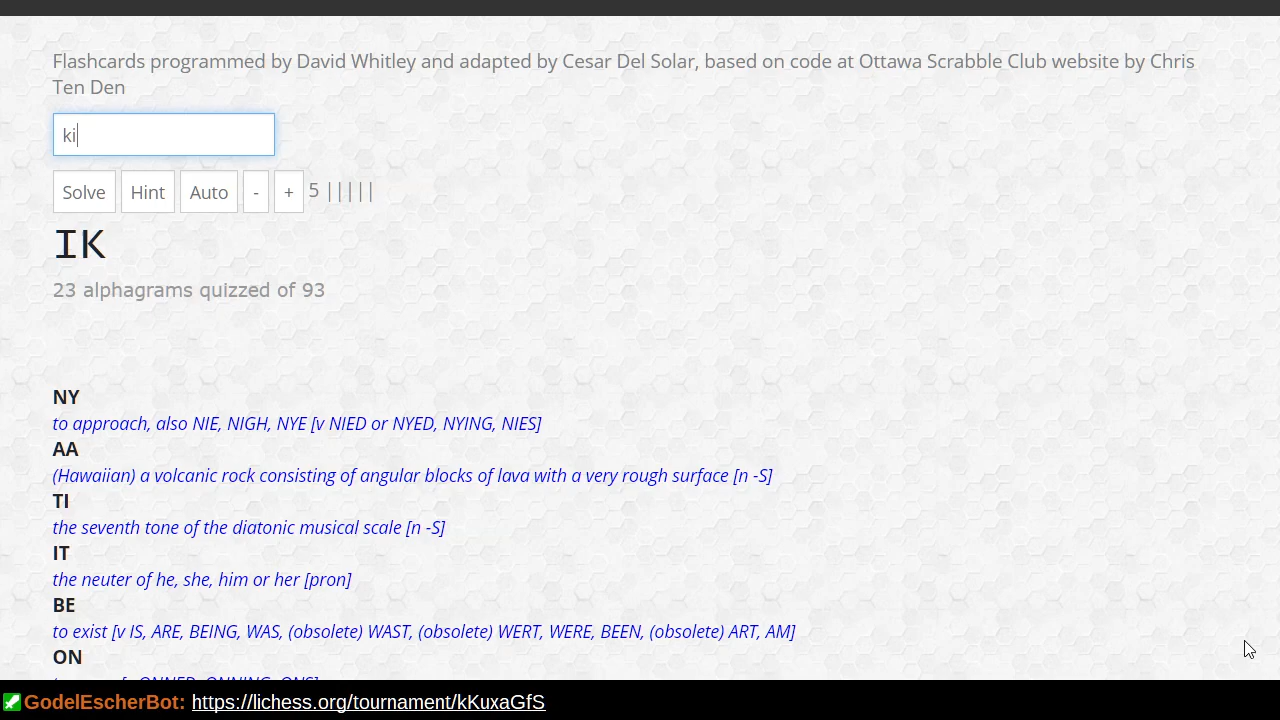 Flashcards programmed by David Whitley and adapted by Cesar Del Solar, based on code at Ottawa Scrabble Club website by Chris
Ten Den
ki
Solve Hint Auto - + 5 |||||
IK
23 alphagrams quizzed of 93
NY
to approach, also NIE, NIGH, NYE [v NIED or NYED, NYING, NIES]
AA
(Hawaiian) a volcanic rock consisting of angular blocks of lava with a very rough surface [n -S]
TI
the seventh tone of the diatonic musical scale [n -S]
IT
the neuter of he, she, him or her [pron]
BE
to exist [v IS, ARE, BEING, WAS, (obsolete) WAST, (obsolete) WERT, WERE, BEEN, (obsolete) ART, AM]
ON
GodelEscherBot: https://lichess.org/tournament/kKuxaGfS